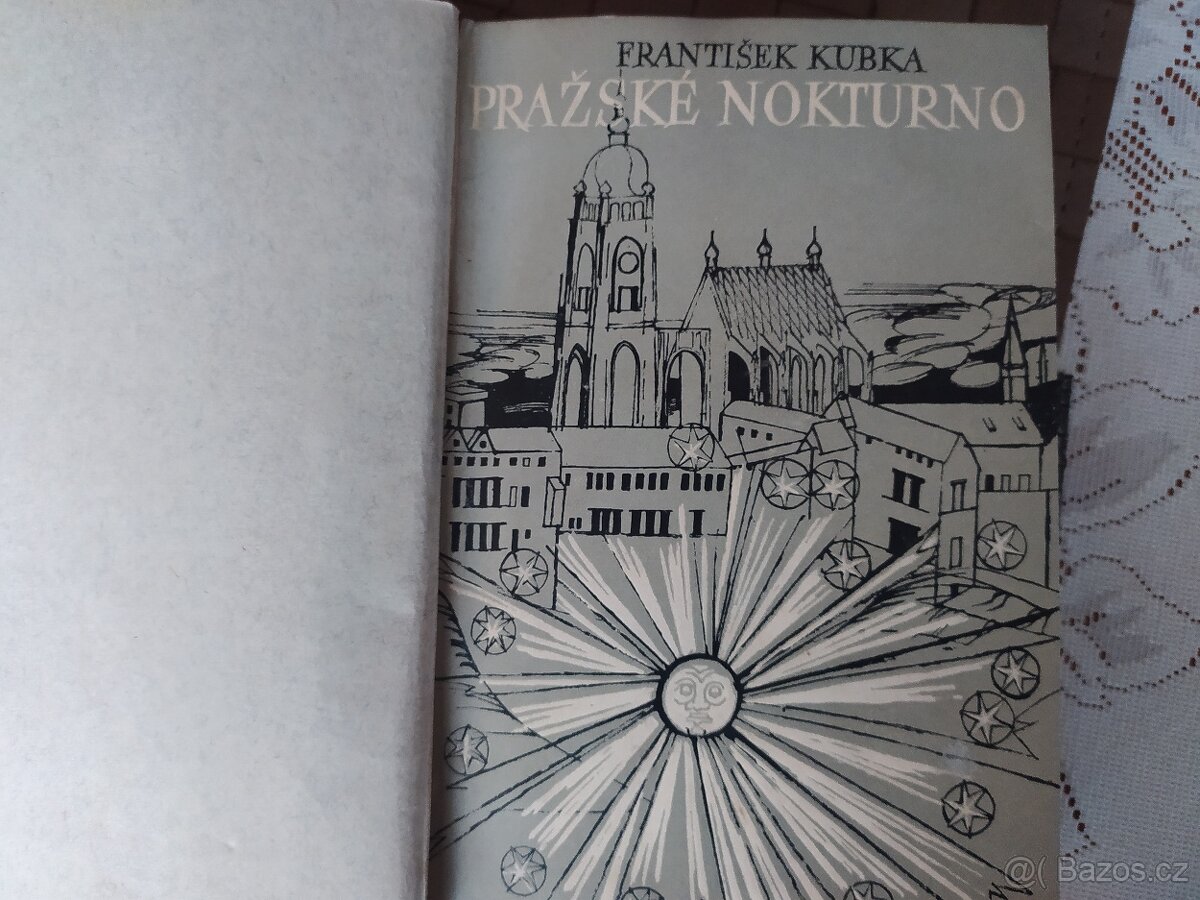 FRANTIŠEK KUBKA
PRAŽSKÉ NOKTURNO
@( Bazos.cz